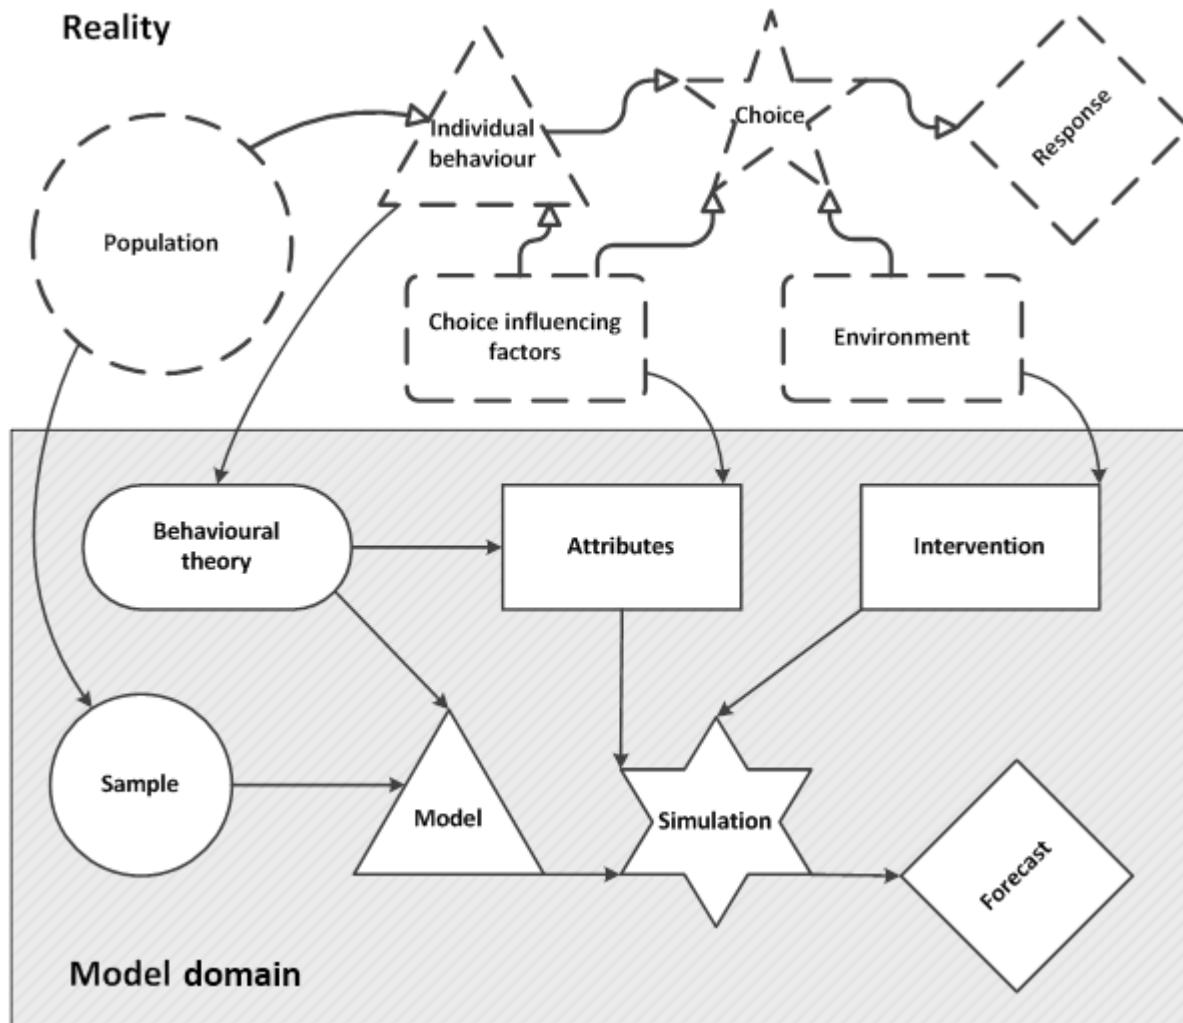 Reality
Individual
behaviour
Choice
Response
Population
Choice influencing
factors
Environment
Behavioural
theory
Attributes
Intervention
Sample
Model
Simulation
Forecast
Model domain